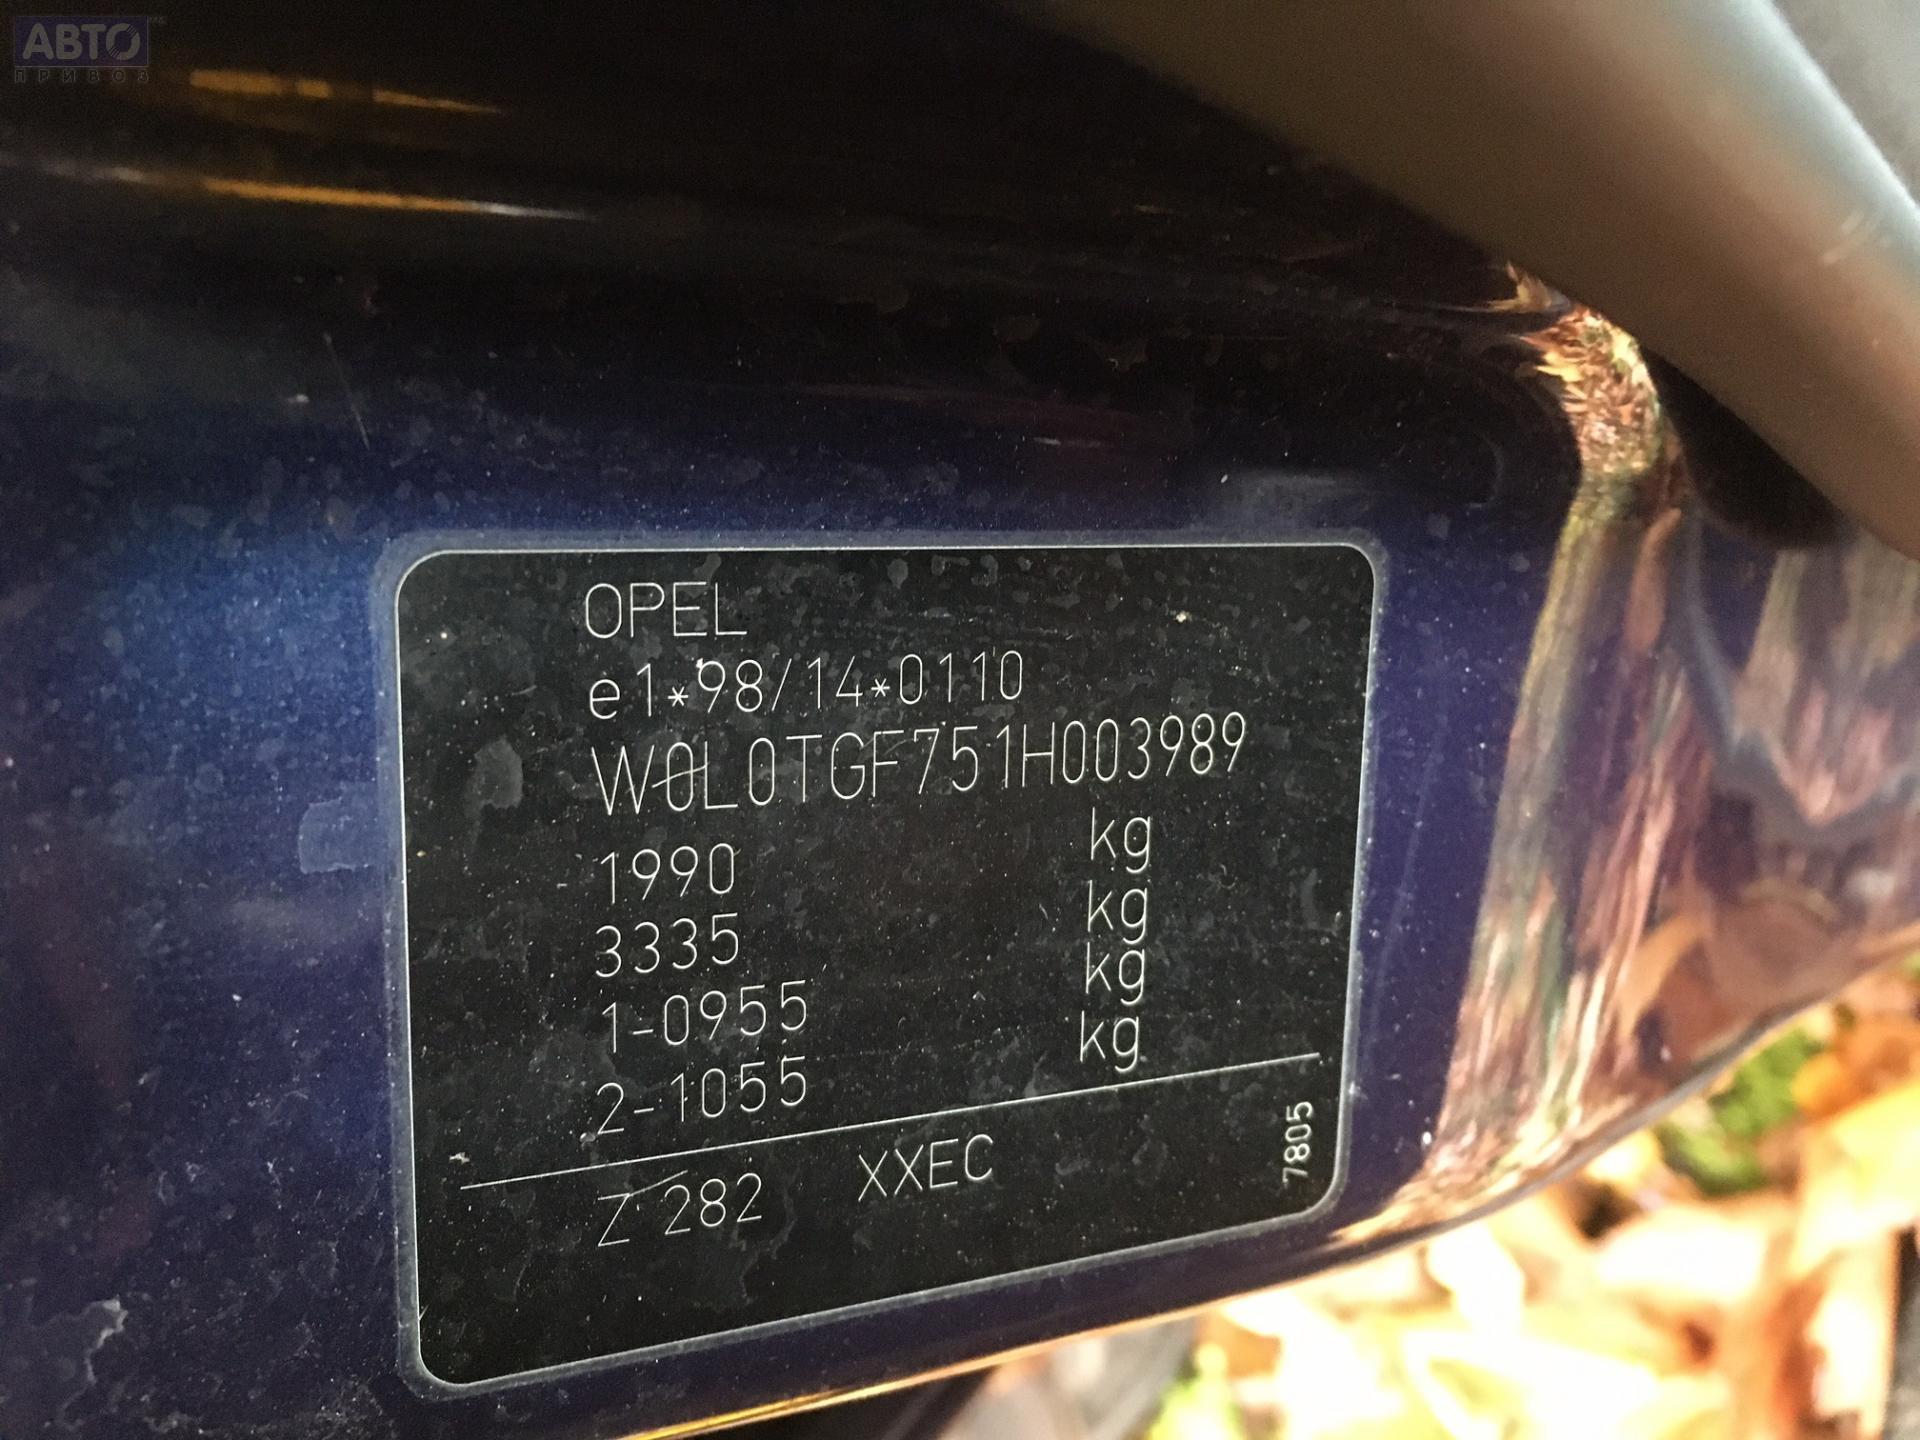 АВТО
ПРИВОЗ
OPEL
e1*98/14*0110
W0L0TGF751H003989
1990 kg
3335 kg
1-0955 kg
2-1055 kg
Z 282 XXEC
7805